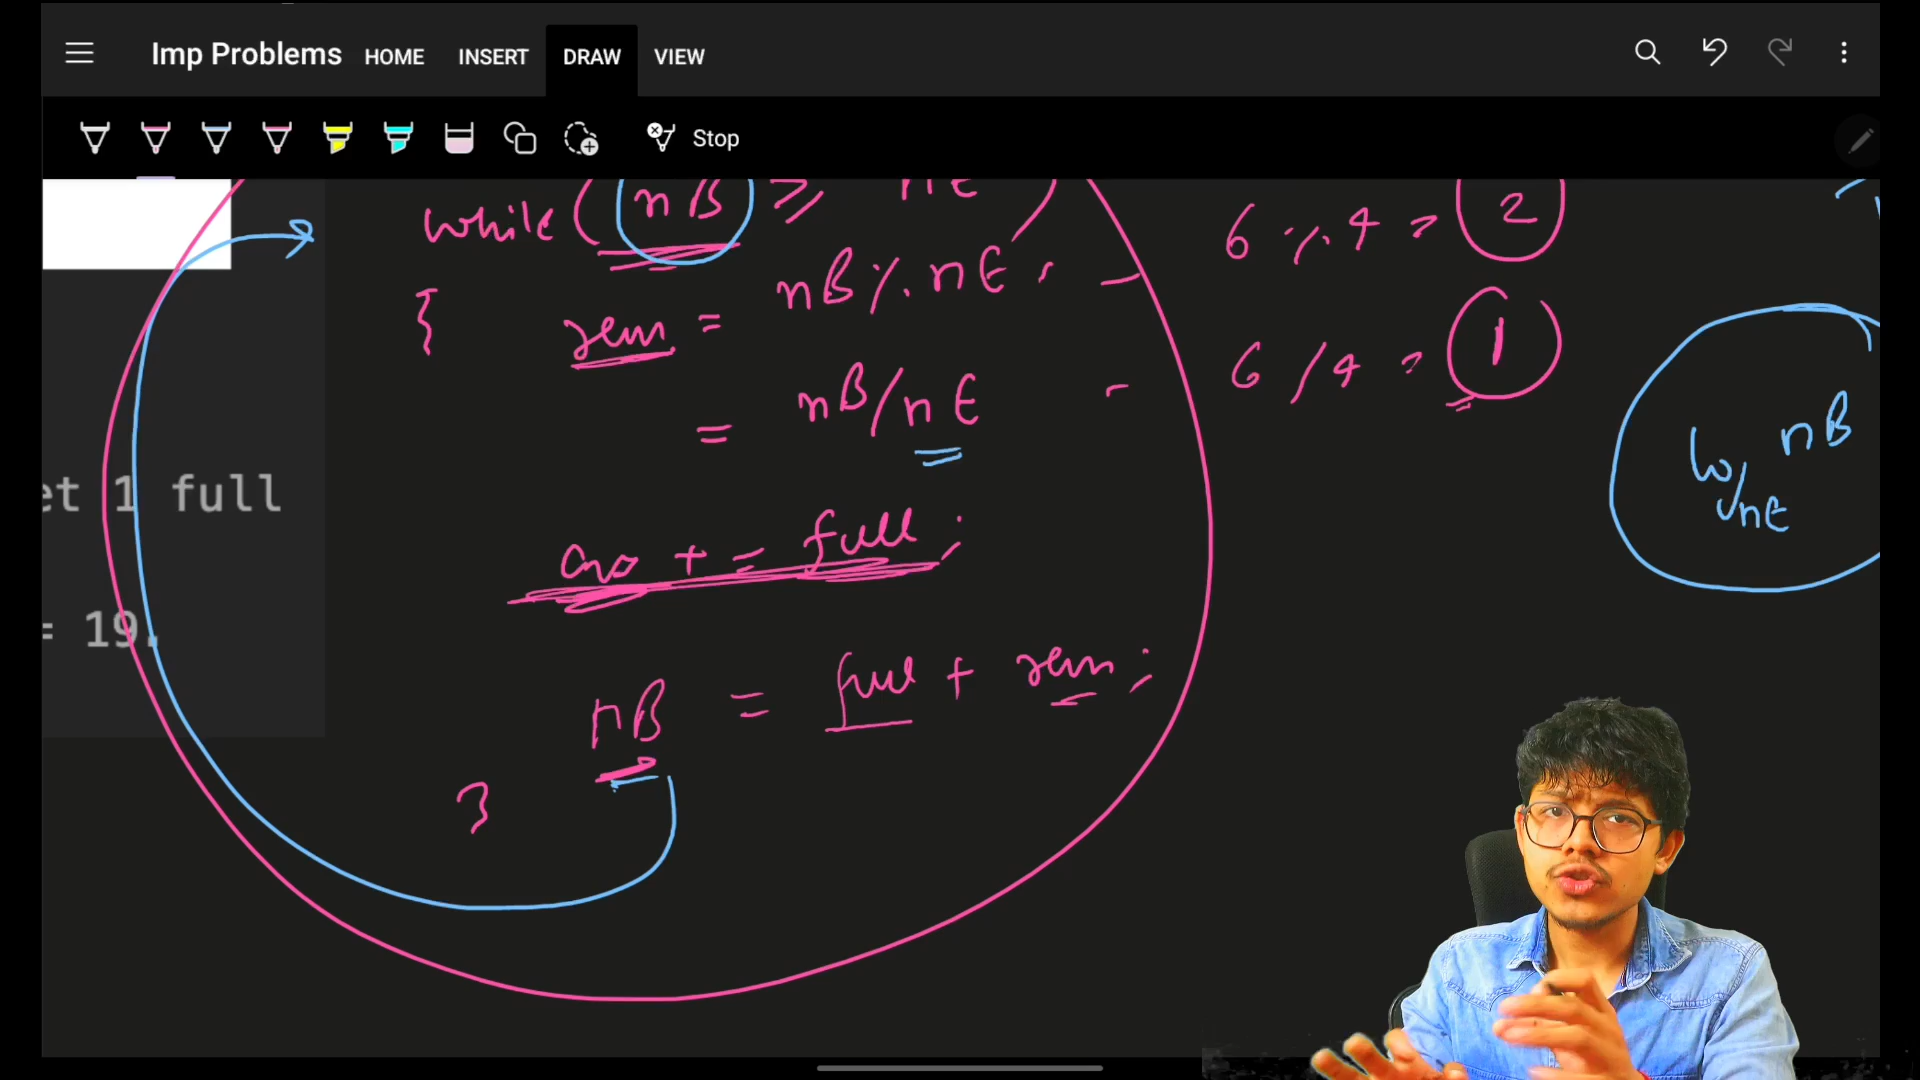 Imp Problems HOME INSERT DRAW VIEW
Stop
while ( nB ≥ nE )
{ rem = nB % nE ;
= nB / nE
ans + = full ;
nB = full + rem ;
}
6 % 4 = 2
6 / 4 = 1
nB
nE
et 1 full
= 19.